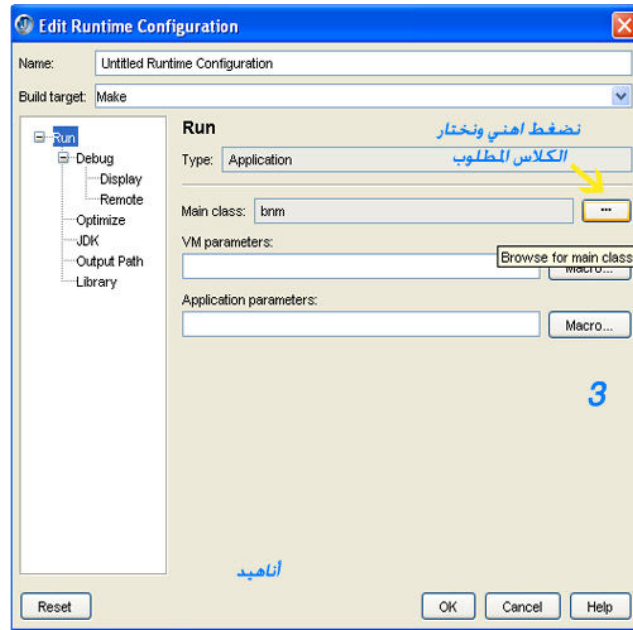 Edit Runtime Configuration
Name: Untitled Runtime Configuration
Build target: Make
Run
Debug
Display
Remote
Optimize
JDK
Output Path
Library
Run
نضغط اهني ونختار
الكلاس المطلوب
Type: Application
Main class: bnm ...
Browse for main class
VM parameters:
Macro...
Application parameters:
Macro...
3
أناهيد
Reset OK Cancel Help